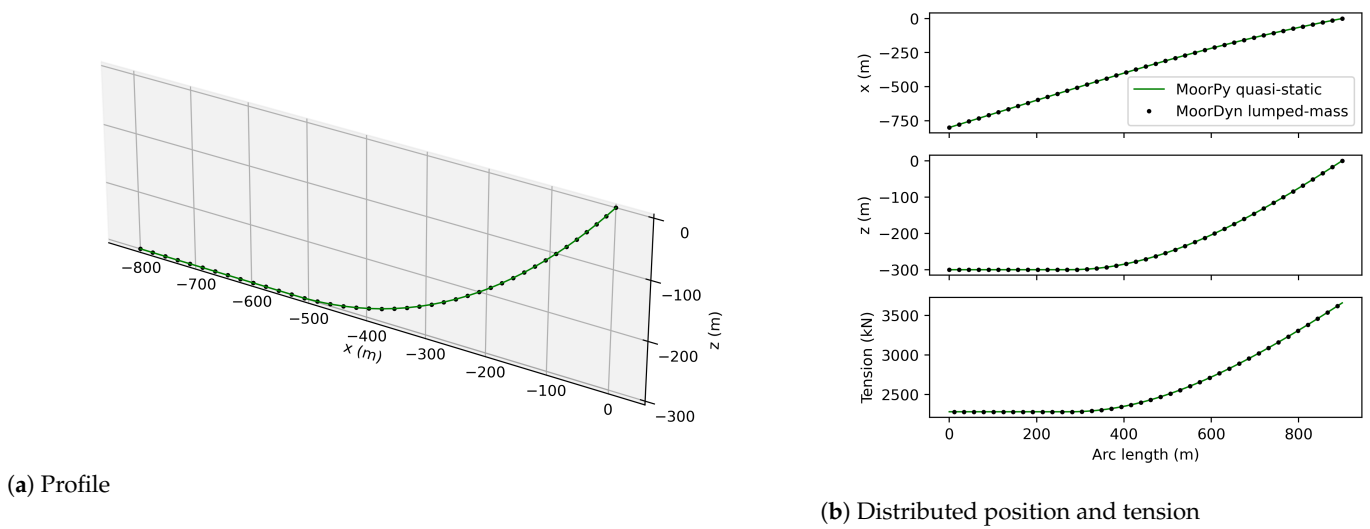 −800
−700
−600
−500
−400
−300
−200
−100
0
x (m)
0
−100
−200
−300
z (m)
(a) Profile
0
−250
−500
−750
x (m)
MoorPy quasi-static
MoorDyn lumped-mass
0
−100
−200
−300
z (m)
3500
3000
2500
Tension (kN)
0
200
400
600
800
Arc length (m)
(b) Distributed position and tension